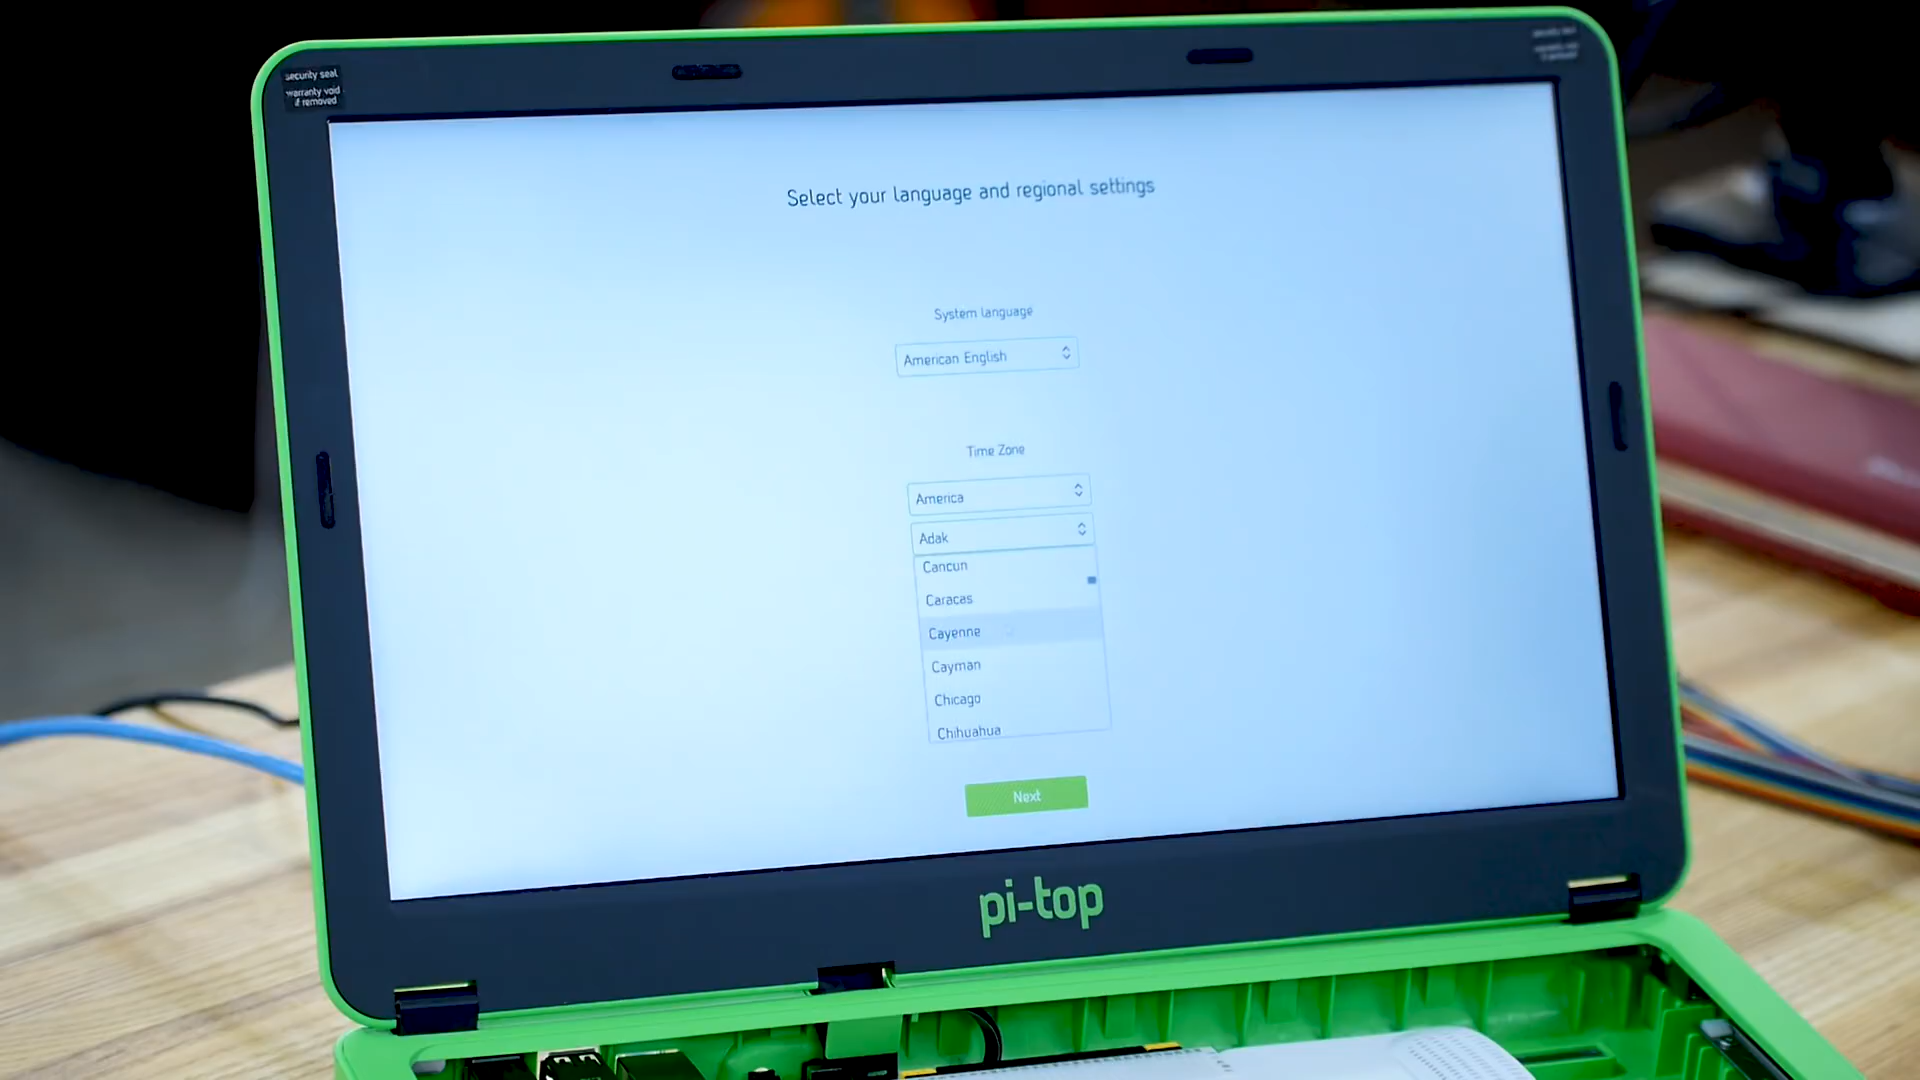 security seal
warranty void
if removed
Select your language and regional settings
System language
American English
Time Zone
America
Adak
Cancun
Caracas
Cayenne
Cayman
Chicago
Chihuahua
Next
pi-top